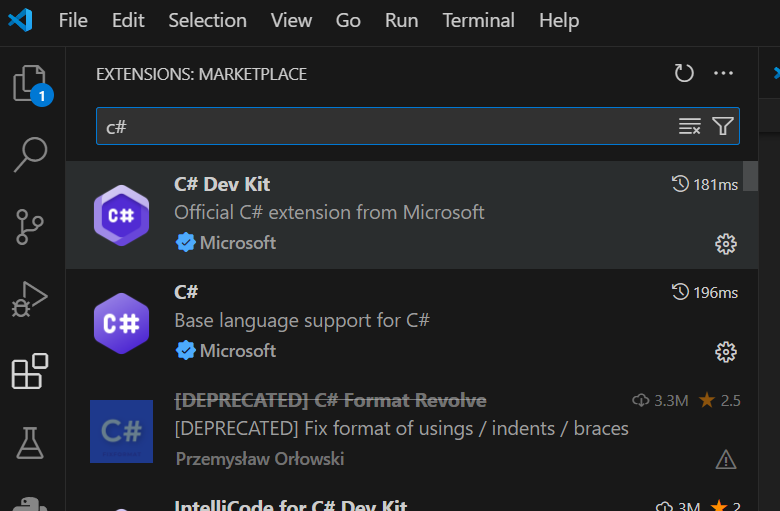 File Edit Selection View Go Run Terminal Help
EXTENSIONS: MARKETPLACE
1
c#
C# Dev Kit 181ms
Official C# extension from Microsoft
C#
Microsoft
C# 196ms
Base language support for C#
C#
Microsoft
[DEPRECATED] C# Format Revolve 3.3M 2.5
[DEPRECATED] Fix format of usings / indents / braces
C#
Przemysław Orłowski
IntelliCode for C# Dev Kit 3M 2